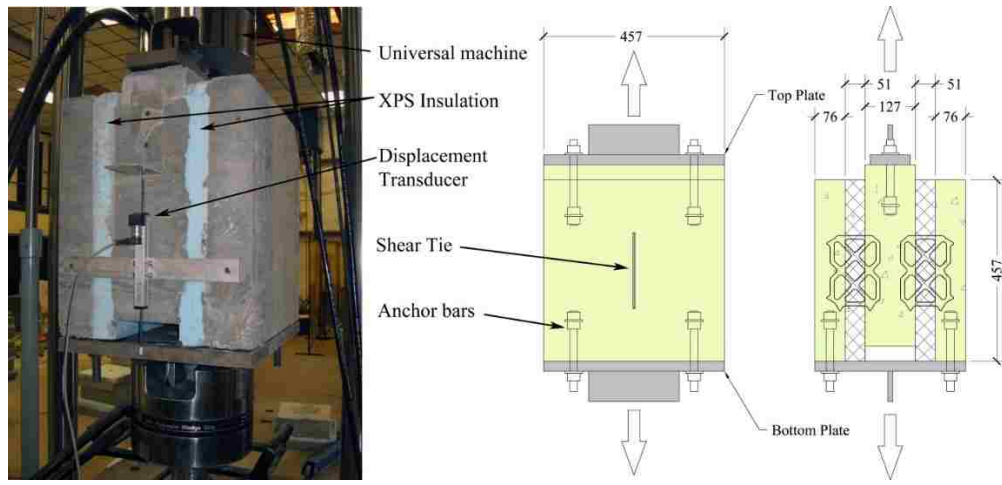 Universal machine
XPS Insulation
Displacement
Transducer
Shear Tie
Anchor bars
457
Top Plate
Bottom Plate
51
51
127
76
76
457